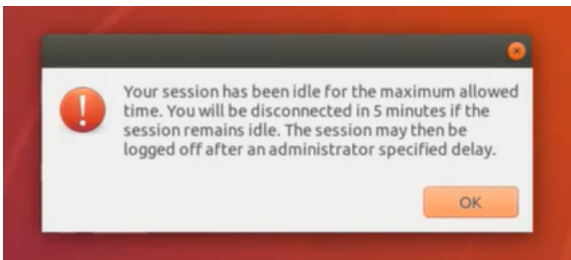 Your session has been idle for the maximum allowed
time. You will be disconnected in 5 minutes if the
session remains idle. The session may then be
logged off after an administrator specified delay.
OK